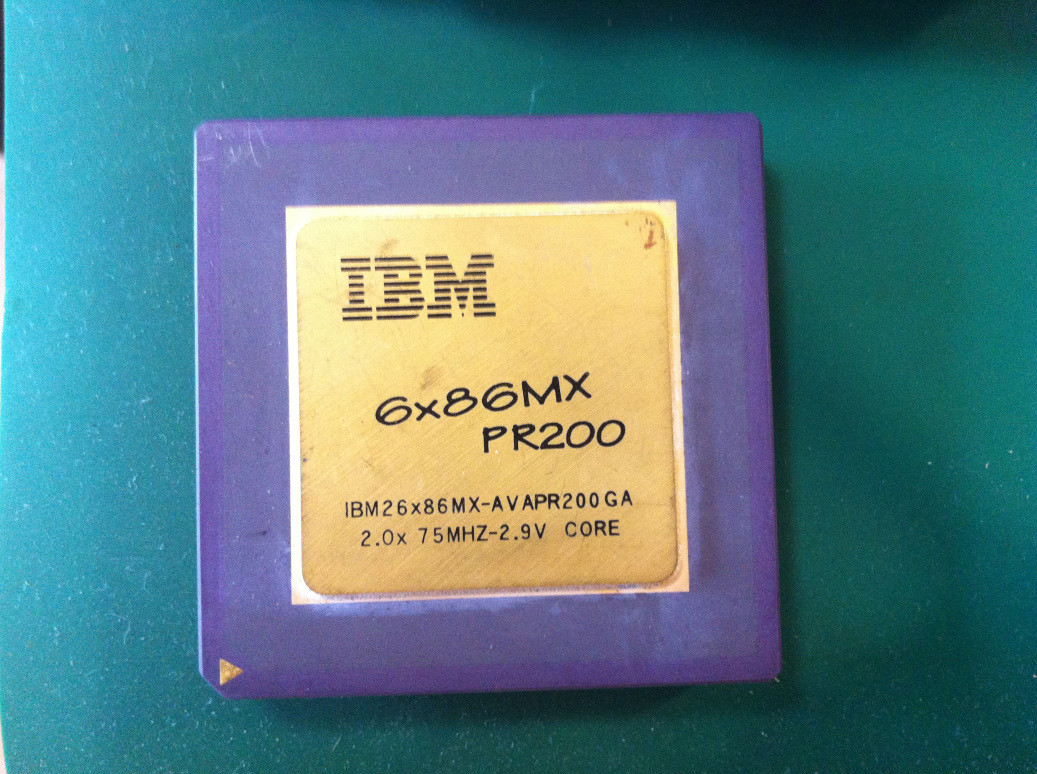 IBM
6x86MX
PR200
IBM26x86MX-AVAPR200GA
2.0x 75MHZ-2.9V CORE